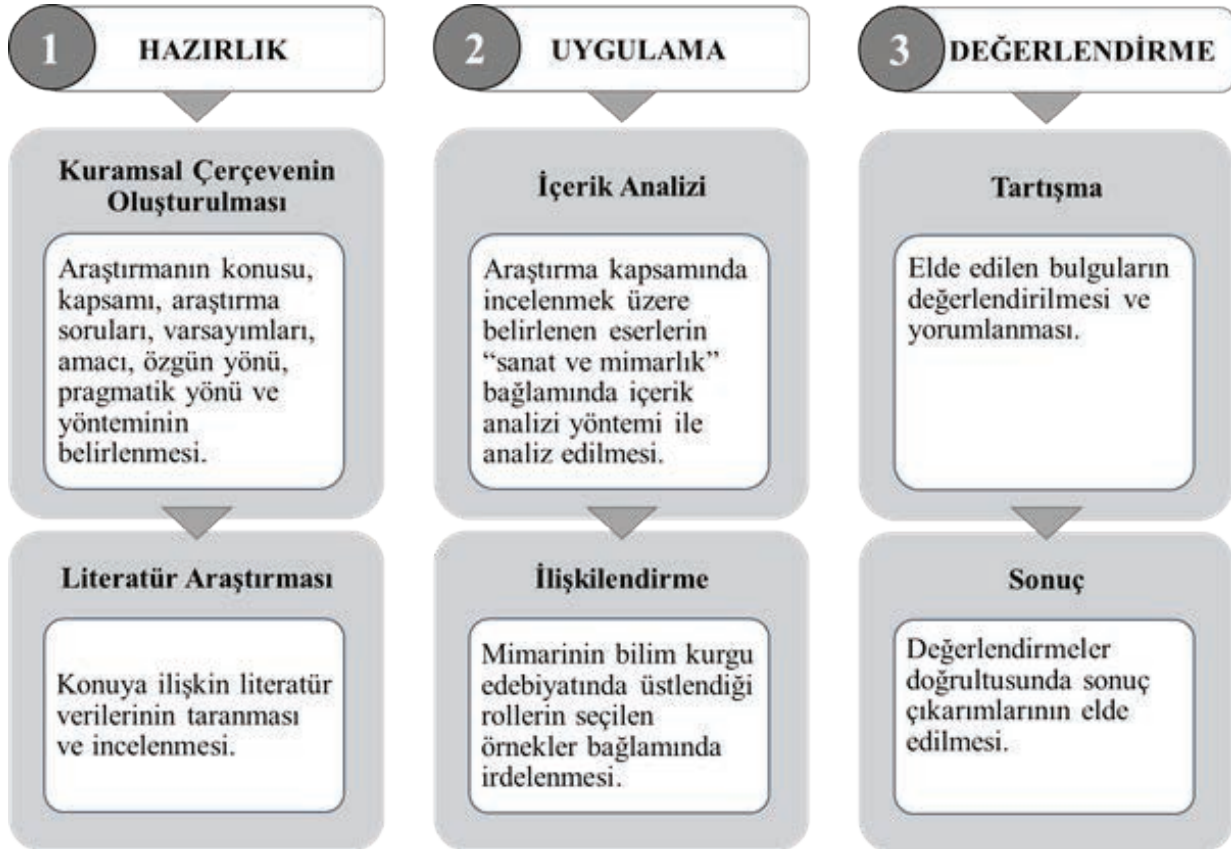 1
HAZIRLIK
Kuramsal Çerçevenin
Oluşturulması
Araştırmanın konusu,
kapsamı, araştırma
soruları, varsayımları,
amacı, özgün yönü,
pragmatik yönü ve
yönteminin
belirlenmesi.
Literatür Araştırması
Konuya ilişkin literatür
verilerinin taranması
ve incelenmesi.
2
UYGULAMA
İçerik Analizi
Araştırma kapsamında
incelenmek üzere
belirlenen eserlerin
“sanat ve mimarlık”
bağlamında içerik
analizi yöntemi ile
analiz edilmesi.
İlişkilendirme
Mimarinin bilim kurgu
edebiyatında üstlendiği
rollerin seçilen
örnekler bağlamında
irdelenmesi.
3
DEĞERLENDİRME
Tartışma
Elde edilen bulguların
değerlendirilmesi ve
yorumlanması.
Sonuç
Değerlendirmeler
doğrultusunda sonuç
çıkarımlarının elde
edilmesi.